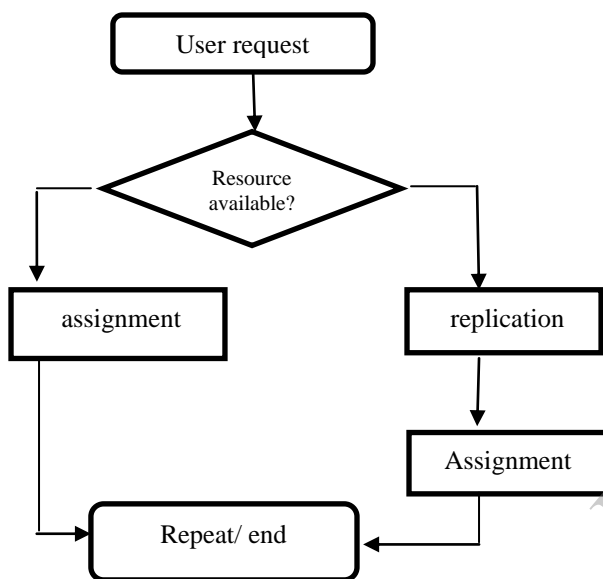 User request
Resource
available?
assignment
replication
Assignment
Repeat/ end